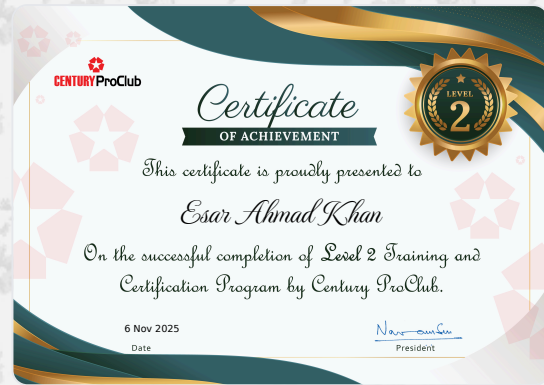 CENTURY ProClub
Certificate
OF ACHIEVEMENT
LEVEL
2
This certificate is proudly presented to
Esar Ahmad Khan
On the successful completion of Level 2 Training and
Certification Program by Century ProClub.
6 Nov 2025
Date
President